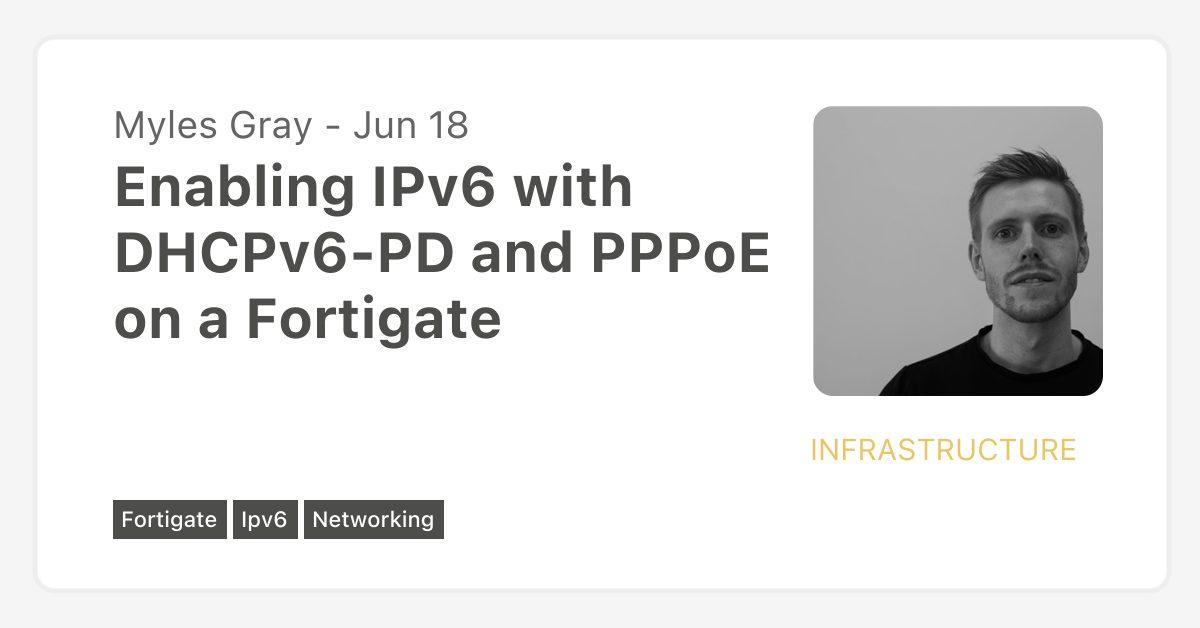 Myles Gray - Jun 18
Enabling IPv6 with
DHCPv6-PD and PPPoE
on a Fortigate
INFRASTRUCTURE
Fortigate Ipv6 Networking